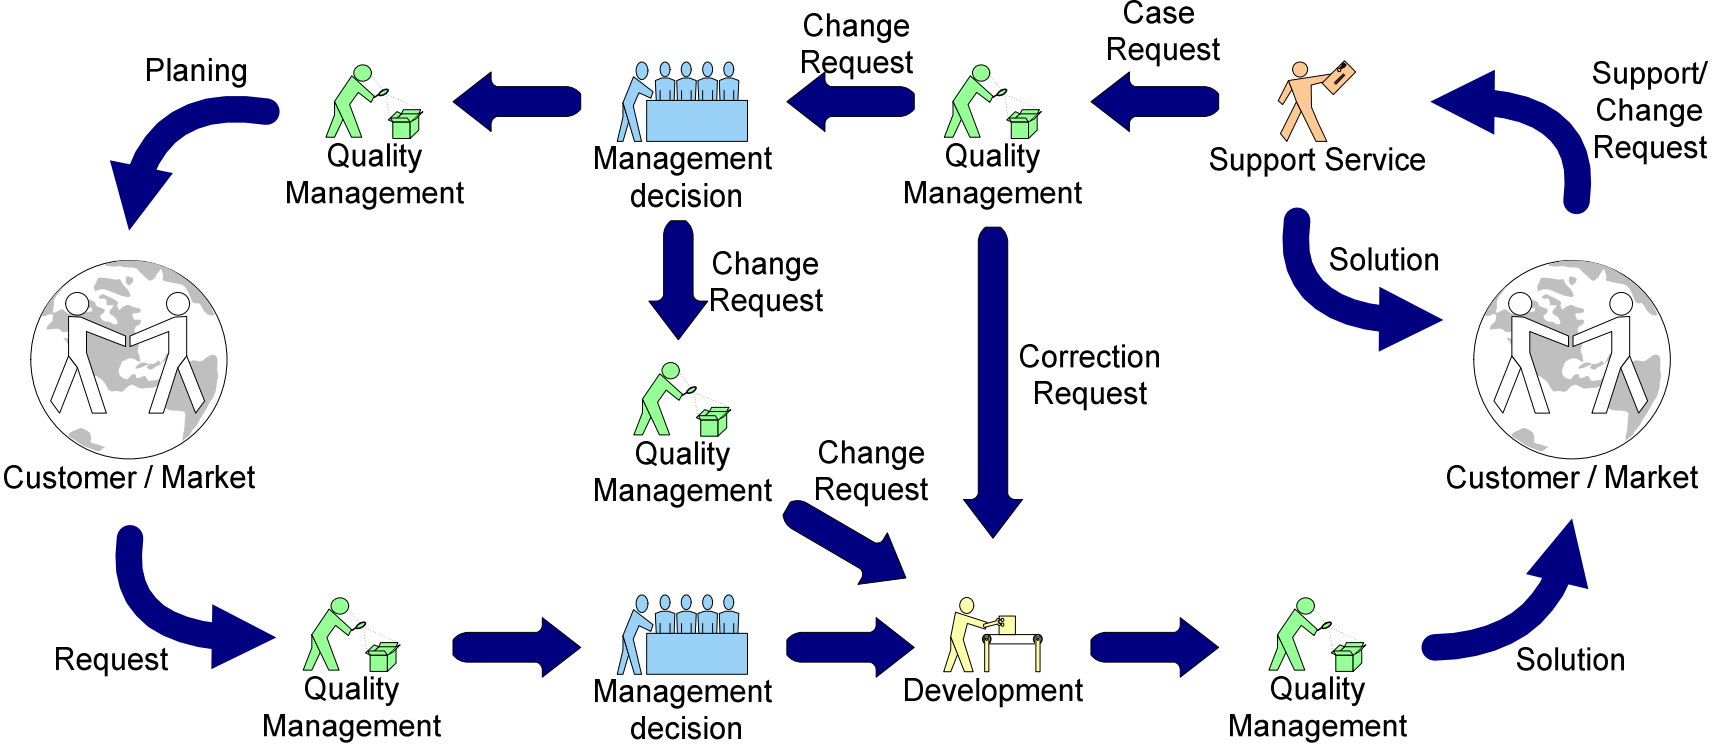 Planing
Change
Request
Case
Request
Support/
Change
Request
Quality
Management
Management
decision
Quality
Management
Support Service
Change
Request
Solution
Correction
Request
Quality
Management
Change
Request
Customer / Market
Customer / Market
Request
Quality
Management
Management
decision
Development
Quality
Management
Solution